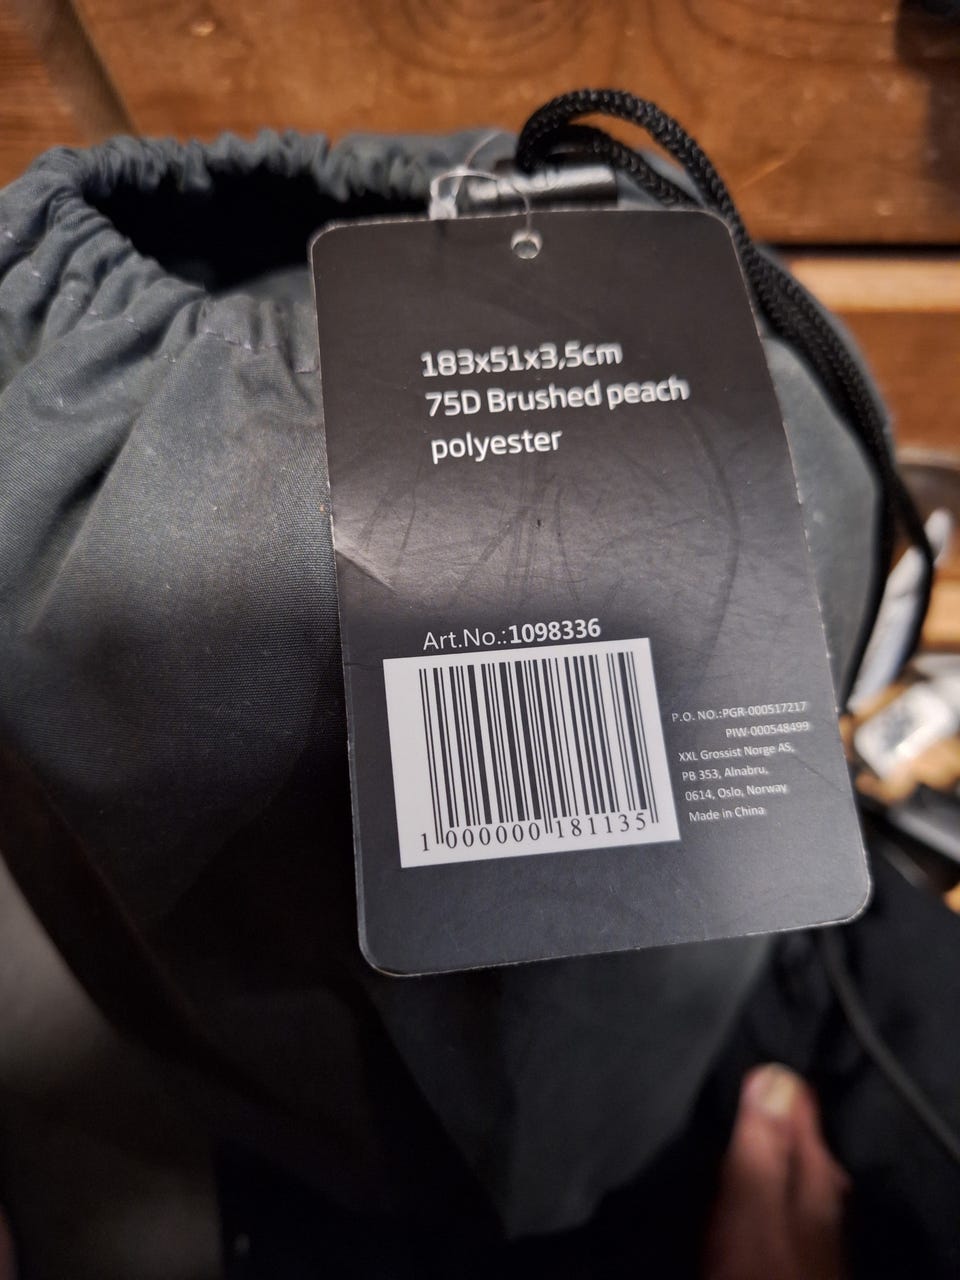 183x51x3,5cm
75D Brushed peach
polyester
Art.No.:1098336
1 000000 181135
P.O. NO.:PGR-000517217
PIW-000548499
XXL Grossist Norge AS,
PB 353, Alnabru,
0614, Oslo, Norway
Made in China